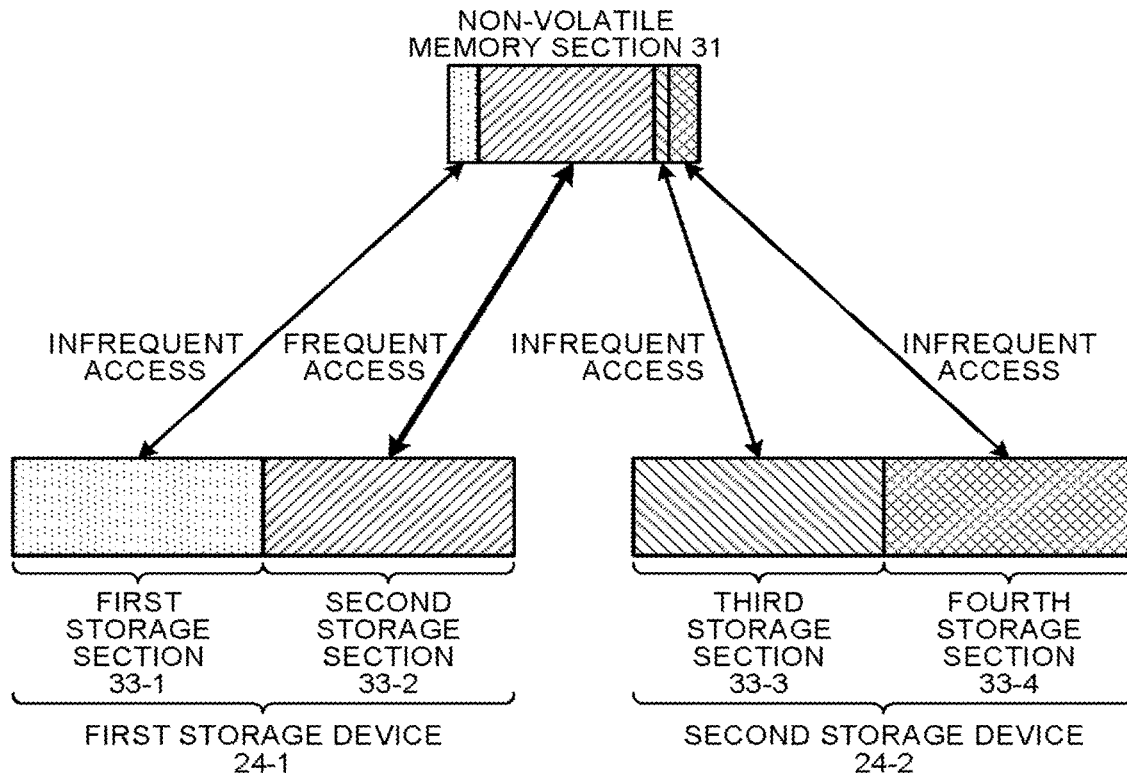 NON-VOLATILE
MEMORY SECTION 31
INFREQUENT
ACCESS
FREQUENT
ACCESS
INFREQUENT
ACCESS
INFREQUENT
ACCESS
FIRST
STORAGE
SECTION
33-1
SECOND
STORAGE
SECTION
33-2
THIRD
STORAGE
SECTION
33-3
FOURTH
STORAGE
SECTION
33-4
FIRST STORAGE DEVICE
24-1
SECOND STORAGE DEVICE
24-2